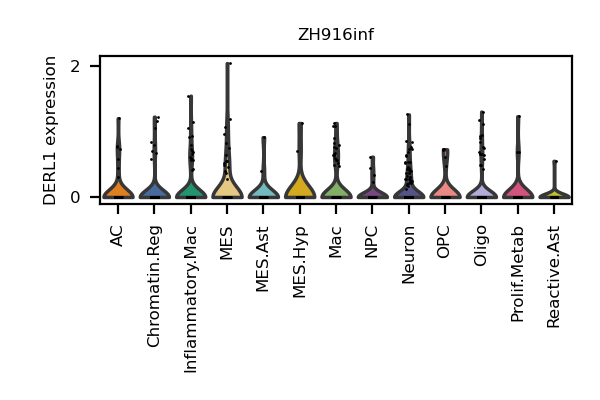 ZH916inf
DERL1 expression
2
0
AC
Chromatin.Reg
Inflammatory.Mac
MES
MES.Ast
MES.Hyp
Mac
NPC
Neuron
OPC
Oligo
Prolif.Metab
Reactive.Ast